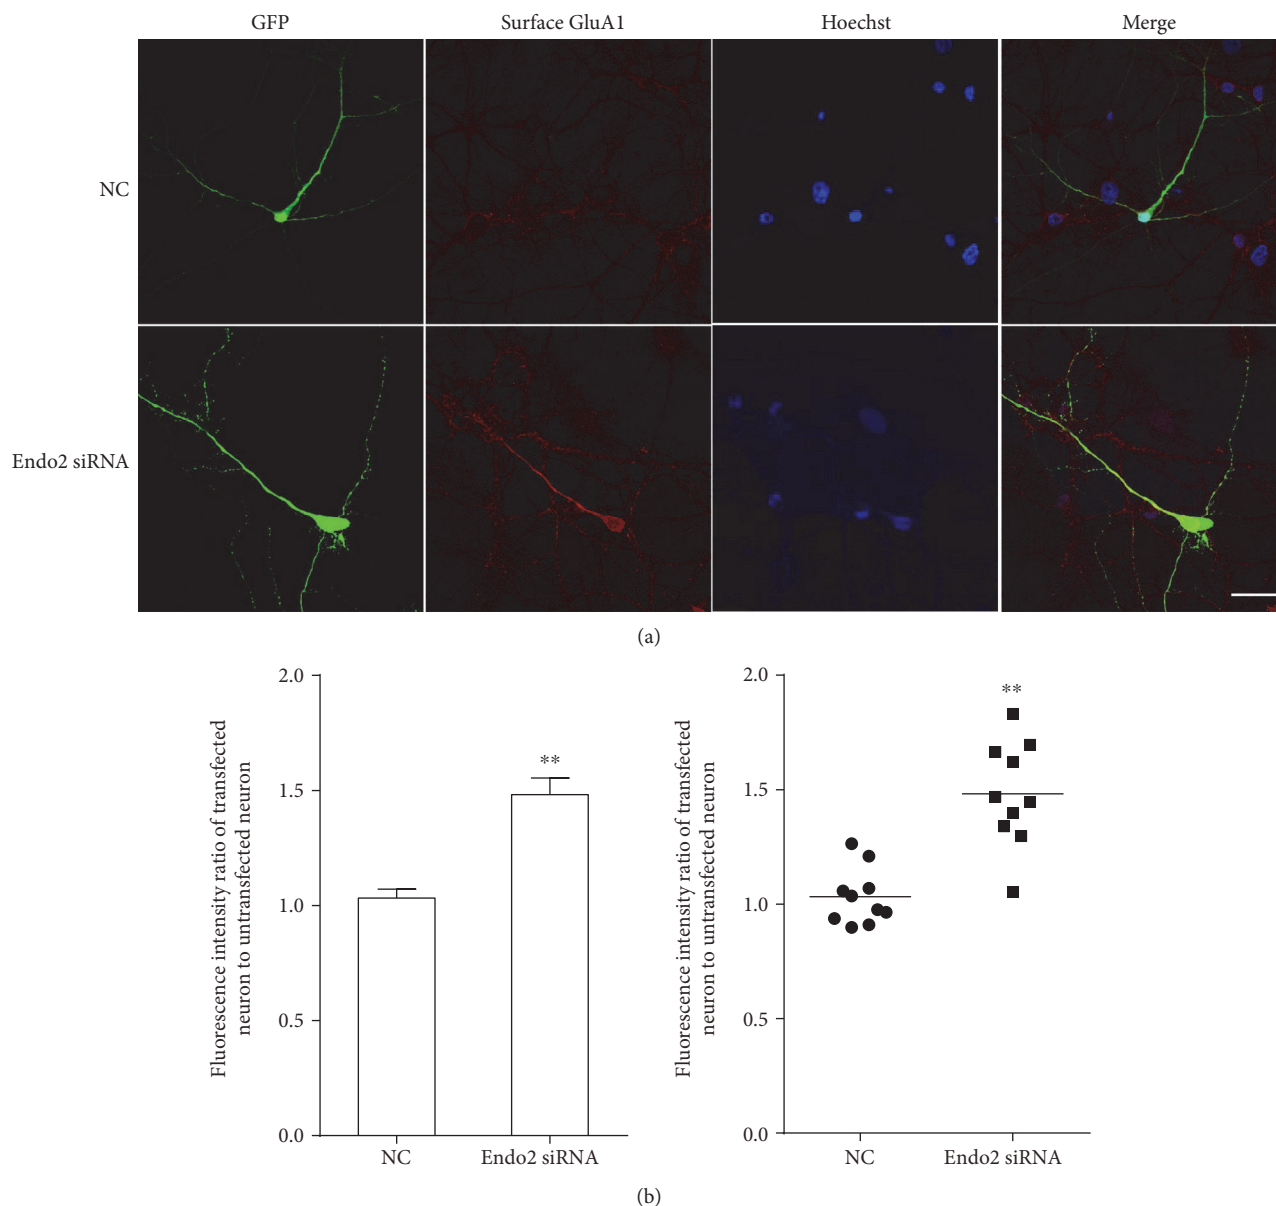 GFP
Surface GluA1
Hoechst
Merge
NC
Endo2 siRNA
(a)
Fluorescence intensity ratio of transfected
neuron to untransfected neuron
2.0
1.5
1.0
0.5
0.0
**
NC
Endo2 siRNA
Fluorescence intensity ratio of transfected
neuron to untransfected neuron
2.0
1.5
1.0
0.5
0.0
**
NC
Endo2 siRNA
(b)